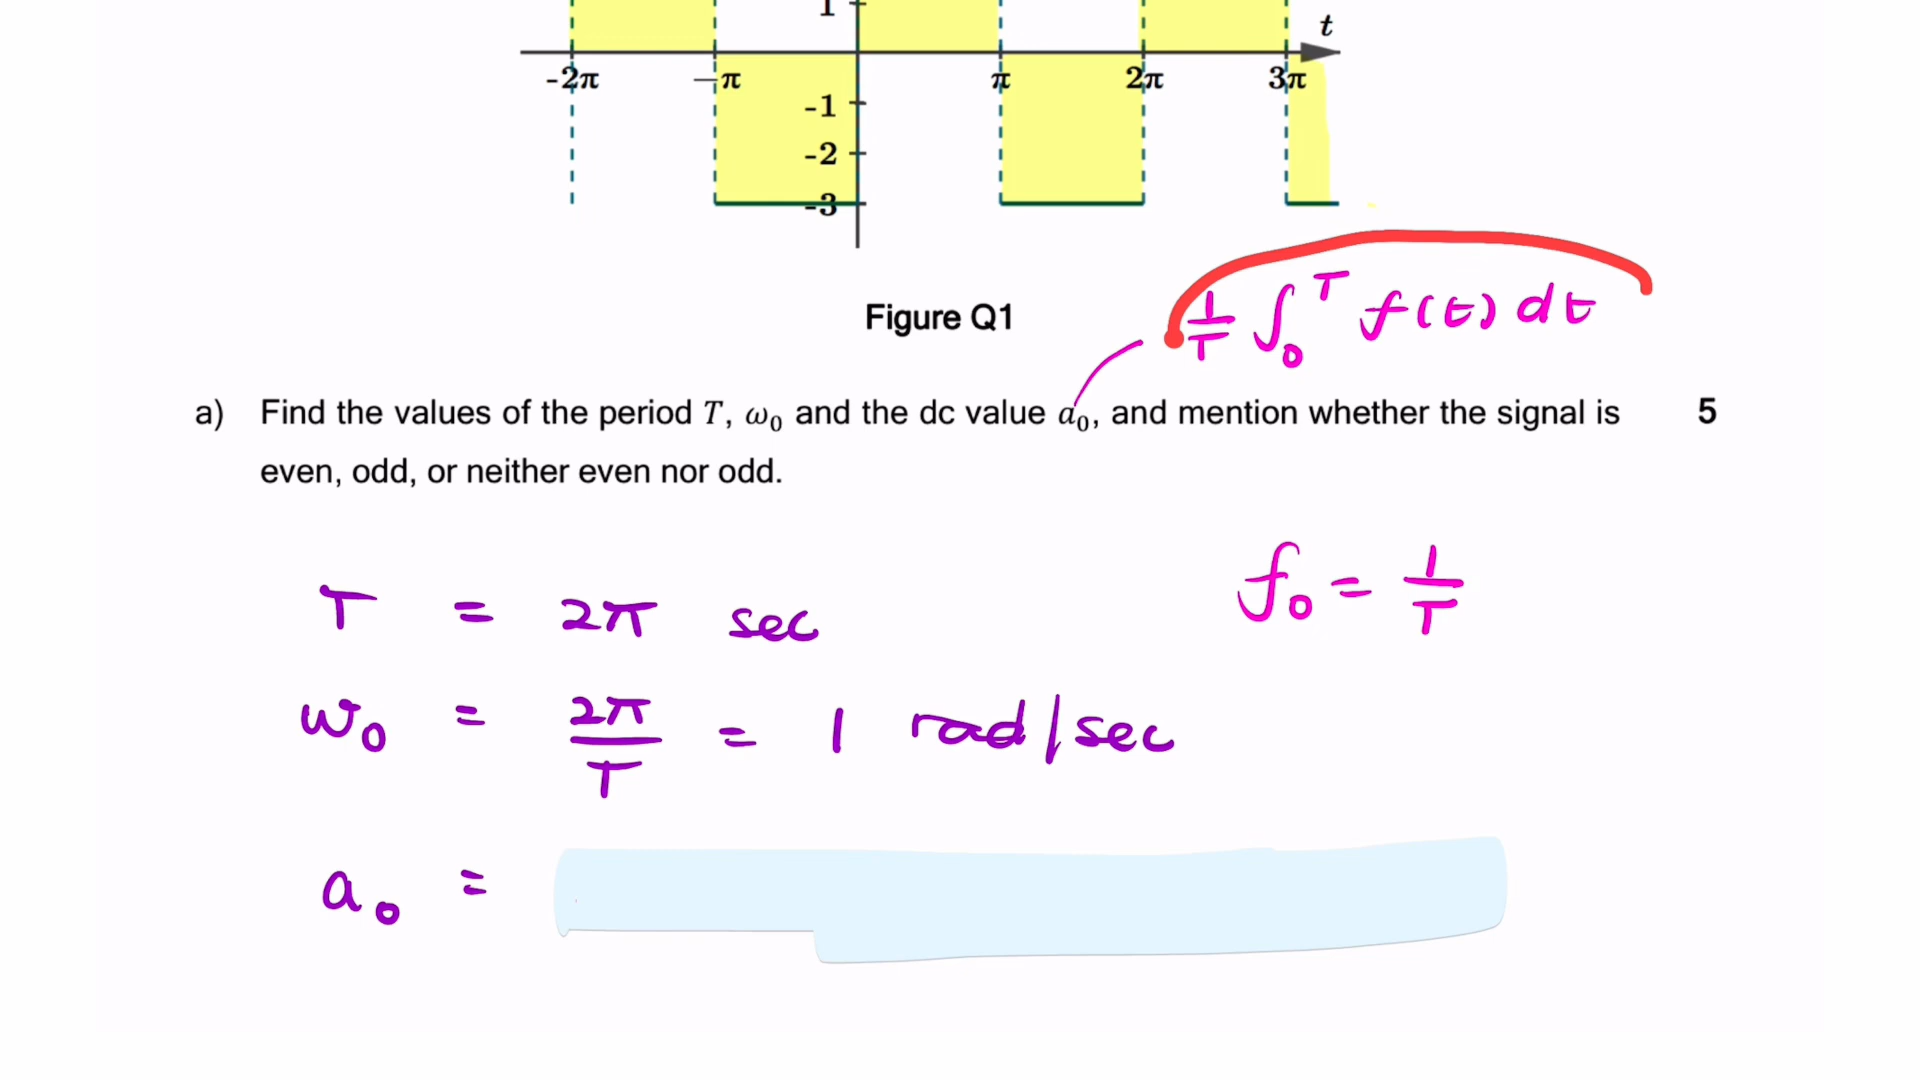 1
t
-2π -π π 2π 3π
-1
-2
-3
Figure Q1
1/T ∫₀ᵀ f(t) dt
a) Find the values of the period T, ω₀ and the dc value a₀, and mention whether the signal is 5
even, odd, or neither even nor odd.
f₀ = 1/T
T = 2π sec
ω₀ = 2π/T = 1 rad/sec
a₀ =